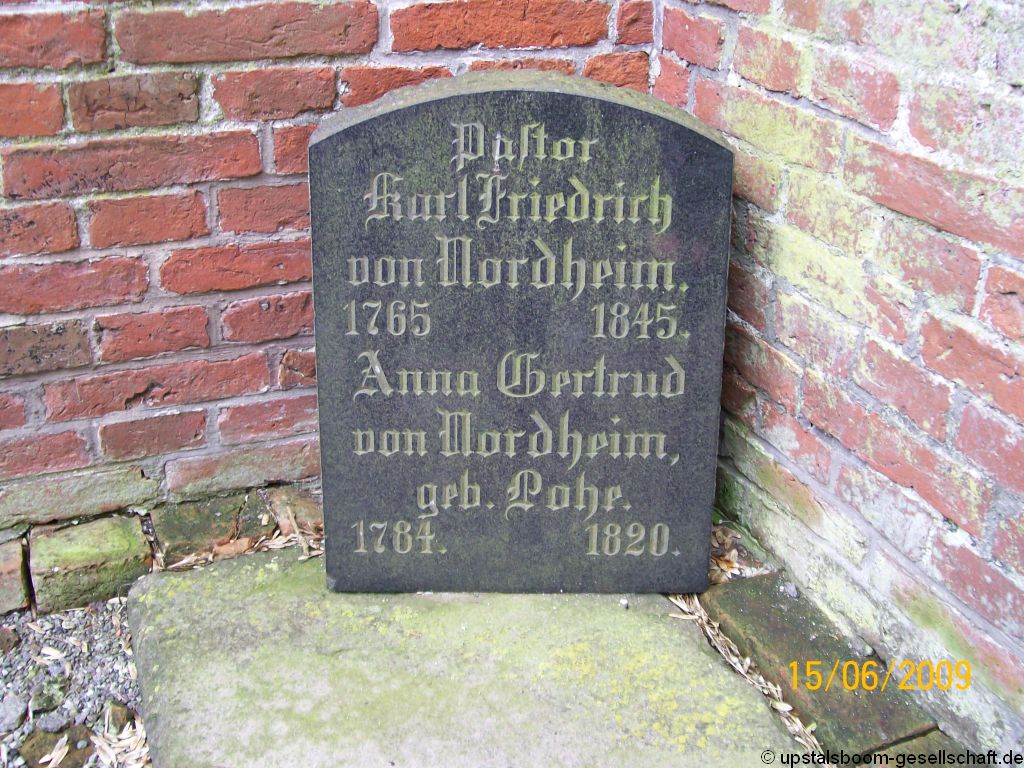 Paſtor
Karl Friedrich
von Nordheim.
1765 1845.
Anna Gertrud
von Nordheim,
geb. Pohe.
1784. 1820.
15/06/2009
© upstalsboom-gesellschaft.de